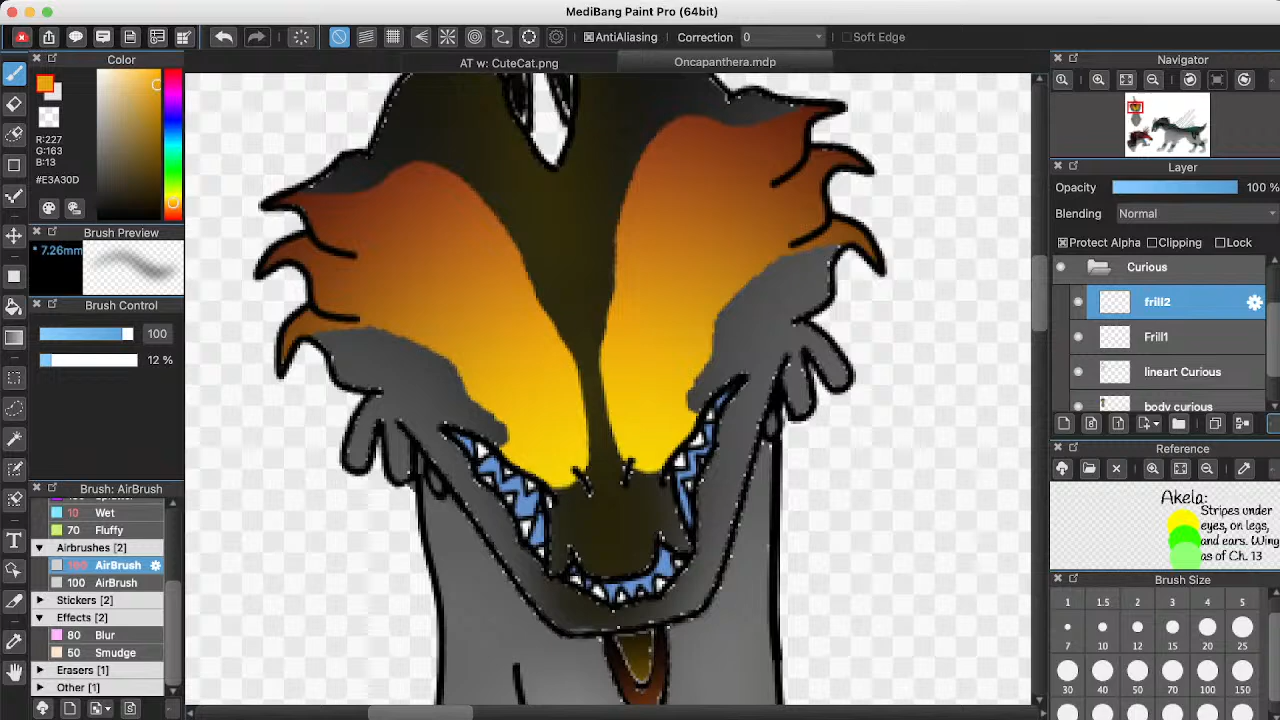 MediBang Paint Pro (64bit)
AntiAliasing
Correction
0
Soft Edge
Color
AT w: CuteCat.png
Oncapanthera.mdp
Navigator
R:227
G:163
B:13
#E3A30D
Layer
Opacity
100 %
Blending
Normal
Protect Alpha
Clipping
Lock
Curious
frill2
Frill1
lineart Curious
body curious
Brush Preview
* 7.26mm
Brush Control
100
12 %
Brush: AirBrush
10
Wet
70
Fluffy
Airbrushes [2]
AirBrush
100
AirBrush
Stickers [2]
Effects [2]
80
Blur
50
Smudge
Erasers [1]
Other [1]
Reference
Akela:
Stripes under
eyes, on legs,
and ears. Wing
as of Ch. 13
Brush Size
1 1.5 2 3 4 5
7 10 12 15 20 25
30 40 50 70 100 150